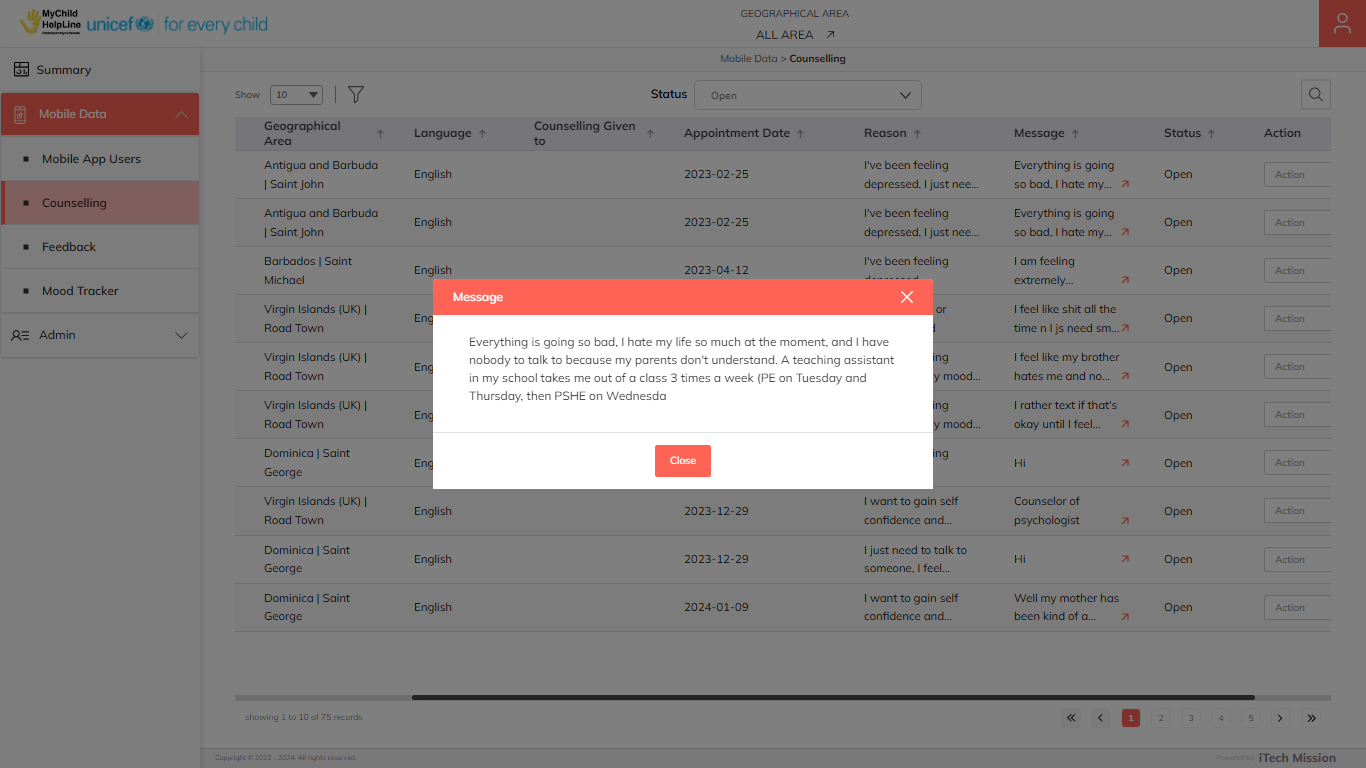 MyChild
HelpLine
unicef for every child
GEOGRAPHICAL AREA
ALL AREA
Mobile Data > Counselling
Summary
Mobile Data
Mobile App Users
Counselling
Feedback
Mood Tracker
Admin
Show 10
Status Open
Geographical Area Language Counselling Given to Appointment Date Reason Message Status Action
Antigua and Barbuda English 2023-02-25 I've been feeling Everything is going Open Action
| Saint John depressed, I just nee... so bad, I hate my...
Antigua and Barbuda English 2023-02-25 I've been feeling Everything is going Open Action
| Saint John depressed, I just nee... so bad, I hate my...
Barbados | Saint English 2023-04-12 I've been feeling I am feeling Open Action
Michael extremely...
Virgin Islands (UK) | Eng or I feel like shit all the Open Action
Road Town time n I js need sm...
Virgin Islands (UK) | Eng ing I feel like my brother Open Action
Road Town y mood... hates me and no...
Virgin Islands (UK) | Eng ing I rather text if that's Open Action
Road Town y mood... okay until I feel...
Dominica | Saint Eng ing Hi Open Action
George
Virgin Islands (UK) | English 2023-12-29 I want to gain self Counselor of Open Action
Road Town confidence and... psychologist
Dominica | Saint English 2023-12-29 I just need to talk to Hi Open Action
George someone, I feel...
Dominica | Saint English 2024-01-09 I want to gain self Well my mother has Open Action
George confidence and... been kind of a...
Message
Everything is going so bad, I hate my life so much at the moment, and I have
nobody to talk to because my parents don't understand. A teaching assistant
in my school takes me out of a class 3 times a week (PE on Tuesday and
Thursday, then PSHE on Wednesda
Close
showing 1 to 10 of 75 records
1 2 3 4 5
Copyright © 2022 - 2024. All rights reserved.
Powered by iTech Mission